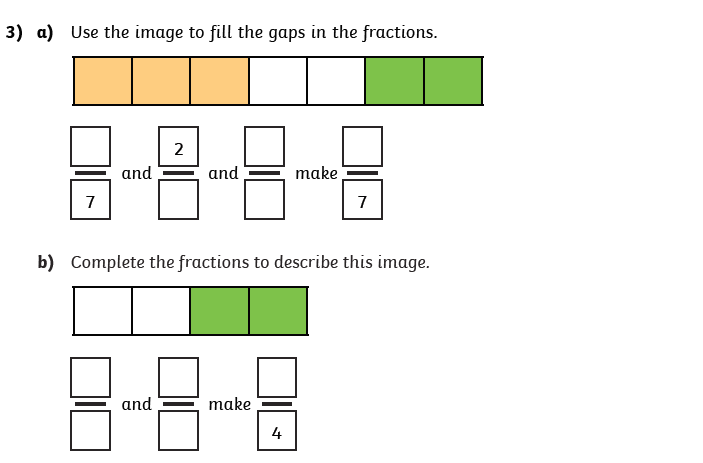 3) a) Use the image to fill the gaps in the fractions.
2
and and make
7 7
b) Complete the fractions to describe this image.
and make
4